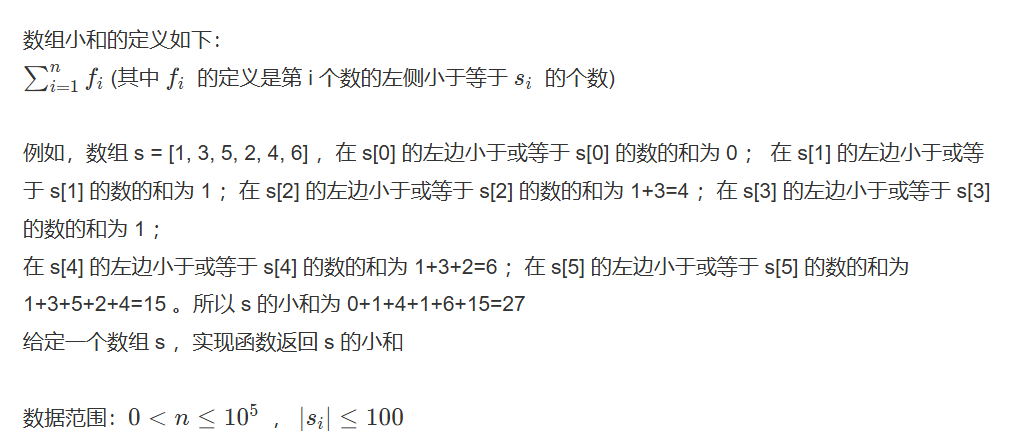 数组小和的定义如下：
$\sum_{i=1}^{n} f_i$ (其中 $f_i$ 的定义是第 i 个数的左侧小于等于 $s_i$ 的个数)
例如，数组 s = [1, 3, 5, 2, 4, 6] ，在 s[0] 的左边小于或等于 s[0] 的数的和为 0 ； 在 s[1] 的左边小于或等
于 s[1] 的数的和为 1 ；在 s[2] 的左边小于或等于 s[2] 的数的和为 1+3=4 ；在 s[3] 的左边小于或等于 s[3]
的数的和为 1 ；
在 s[4] 的左边小于或等于 s[4] 的数的和为 1+3+2=6 ；在 s[5] 的左边小于或等于 s[5] 的数的和为
1+3+5+2+4=15 。所以 s 的小和为 0+1+4+1+6+15=27
给定一个数组 s ，实现函数返回 s 的小和
数据范围：$0 < n \leq 10^5$ ，$|s_i| \leq 100$